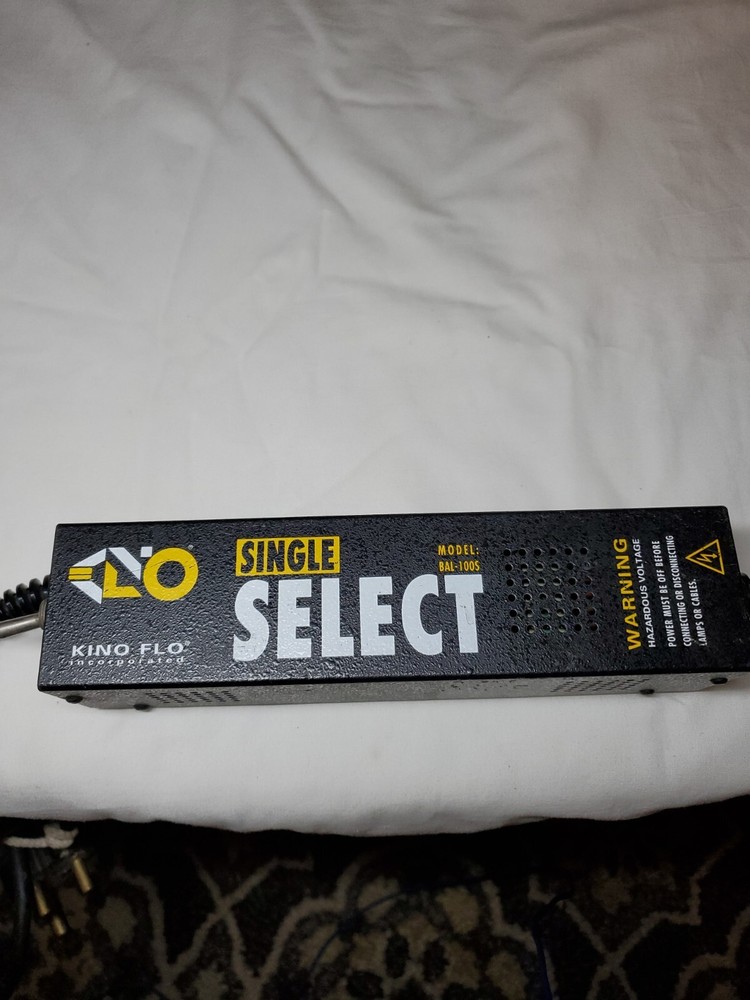 KINO FLO®
incorporated
SINGLE
SELECT
MODEL:
BAL-100S
WARNING
HAZARDOUS VOLTAGE
POWER MUST BE OFF BEFORE
CONNECTING OR DISCONNECTING
LAMPS OR CABLES.